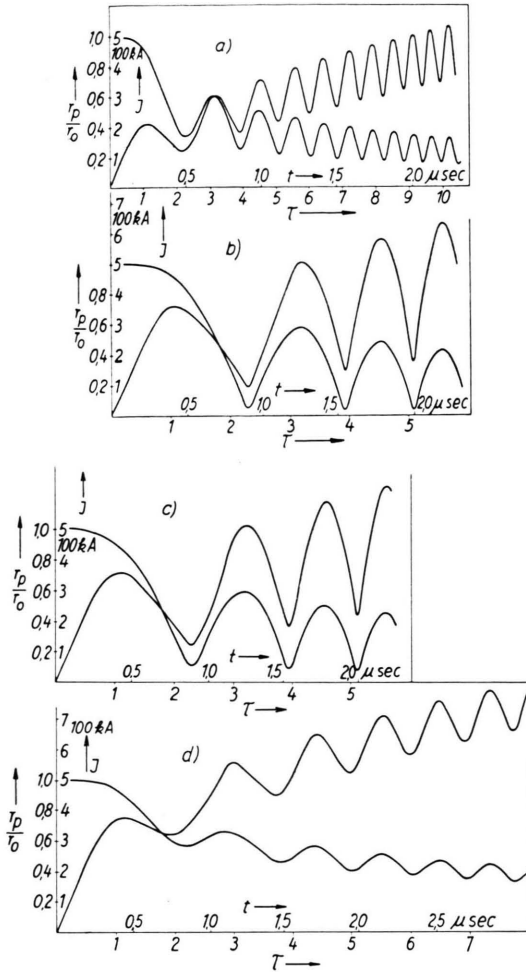 a)
1,0 5
100kA
J
0,8 4
0,6 3
0,4 2
0,2 1
r_p/r_o
0,5 1,0 t 1,5 2,0 μsec
1 2 3 4 5 6 7 8 9 10
τ
7
100kA
6
J
b)
5
0,8 4
0,6 3
0,4 2
0,2 1
r_p/r_o
t
0,5 1,0 1,5 2,0 μsec
1 2 3 4 5
τ
J
c)
1,0 5
100kA
0,8 4
0,6 3
0,4 2
0,2 1
r_p/r_o
t
0,5 1,0 1,5 2,0 μsec
1 2 3 4 5
τ
7
100kA
6
J
d)
1,0 5
0,8 4
0,6 3
0,4 2
0,2 1
r_p/r_o
t
0,5 1,0 1,5 2,0 2,5 μsec
1 2 3 4 5 6 7
τ